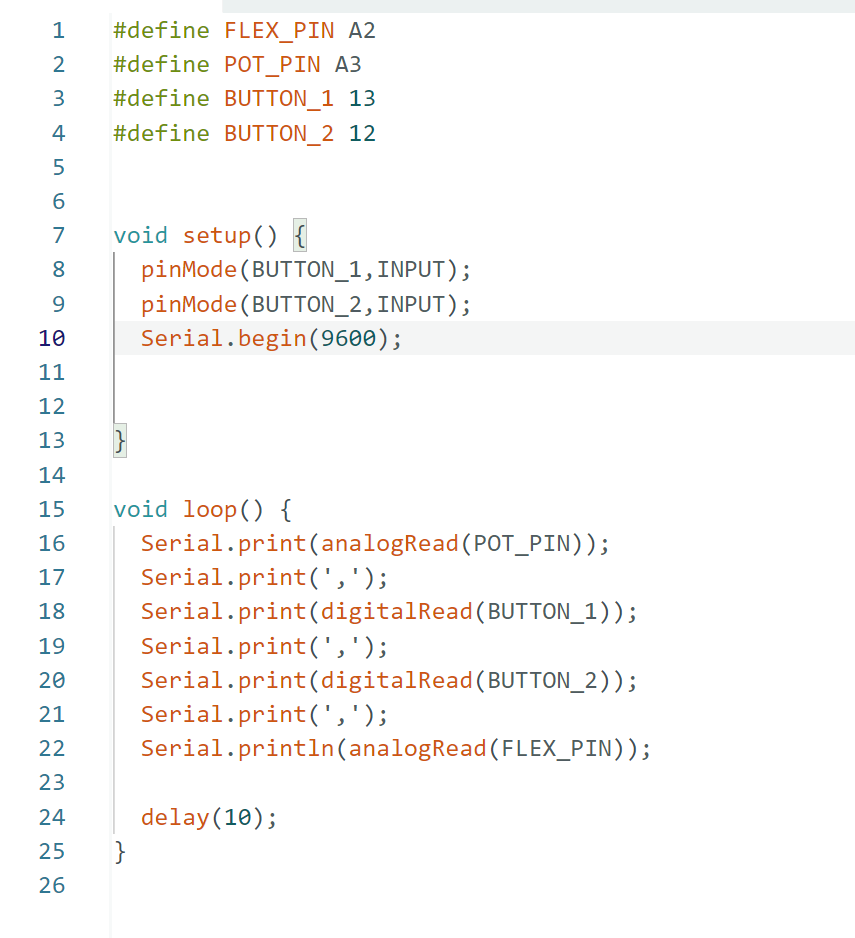 1 #define FLEX_PIN A2
2 #define POT_PIN A3
3 #define BUTTON_1 13
4 #define BUTTON_2 12
5
6
7 void setup() {
8   pinMode(BUTTON_1,INPUT);
9   pinMode(BUTTON_2,INPUT);
10   Serial.begin(9600);
11
12
13 }
14
15 void loop() {
16   Serial.print(analogRead(POT_PIN));
17   Serial.print(',');
18   Serial.print(digitalRead(BUTTON_1));
19   Serial.print(',');
20   Serial.print(digitalRead(BUTTON_2));
21   Serial.print(',');
22   Serial.println(analogRead(FLEX_PIN));
23
24   delay(10);
25 }
26